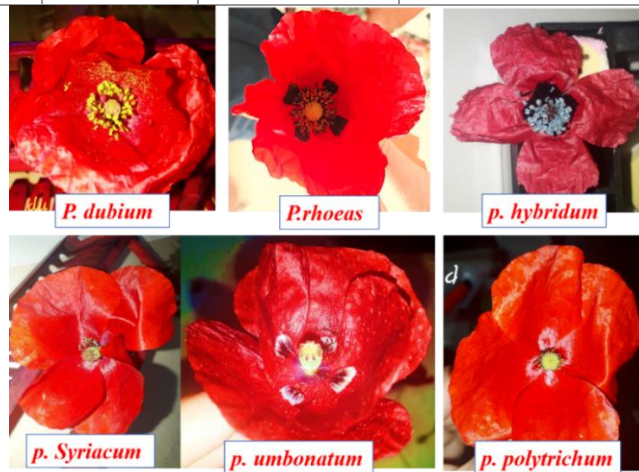 P. dubium
P.rhoeas
p. hybridum
p. Syriacum
p. umbonatum
d
p. polytrichum